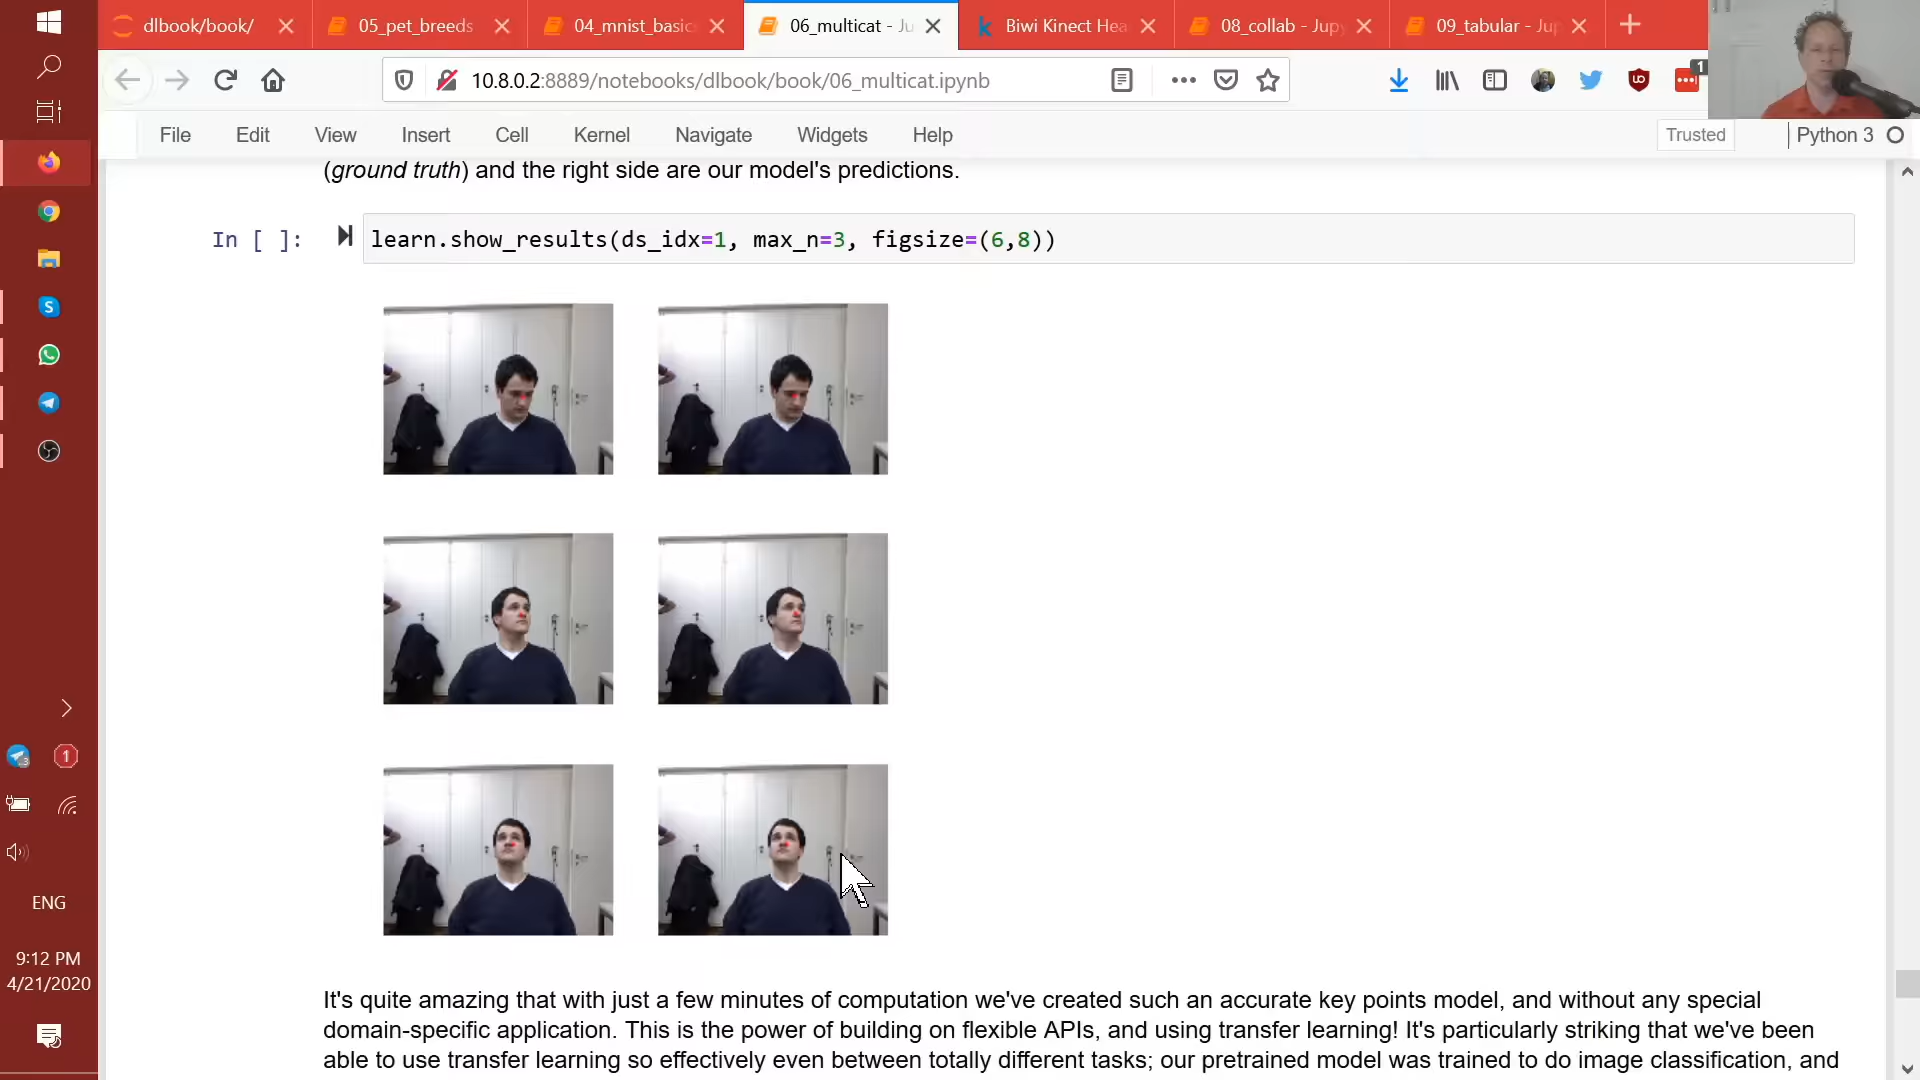 dlbook/book/
05_pet_breeds
04_mnist_basic
06_multicat - Ju
Biwi Kinect Hea
08_collab - Jupy
09_tabular - Ju
10.8.0.2:8889/notebooks/dlbook/book/06_multicat.ipynb
1
File Edit View Insert Cell Kernel Navigate Widgets Help
Trusted
Python 3
(ground truth) and the right side are our model's predictions.
In [ ]:
learn.show_results(ds_idx=1, max_n=3, figsize=(6,8))
It's quite amazing that with just a few minutes of computation we've created such an accurate key points model, and without any special
domain-specific application. This is the power of building on flexible APIs, and using transfer learning! It's particularly striking that we've been
able to use transfer learning so effectively even between totally different tasks; our pretrained model was trained to do image classification, and
1
ENG
9:12 PM
4/21/2020